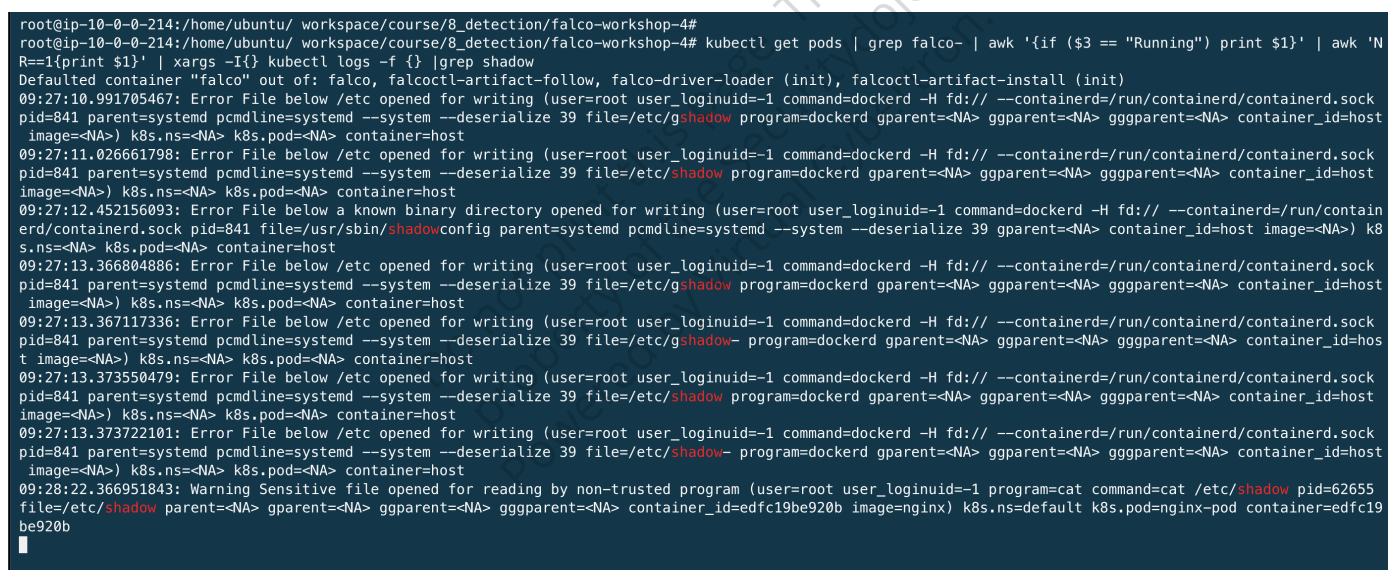 root@ip-10-0-0-214:/home/ubuntu/ workspace/course/8_detection/falco-workshop-4#
root@ip-10-0-0-214:/home/ubuntu/ workspace/course/8_detection/falco-workshop-4# kubectl get pods | grep falco- | awk '{if ($3 == "Running") print $1}' | awk 'N
R==1{print $1}' | xargs -I{} kubectl logs -f {} |grep shadow
Defaulted container "falco" out of: falco, falcoctl-artifact-follow, falco-driver-loader (init), falcoctl-artifact-install (init)
09:27:10.991705467: Error File below /etc opened for writing (user=root user_loginuid=-1 command=dockerd -H fd:// --containerd=/run/containerd/containerd.sock
pid=841 parent=systemd pcmdline=systemd --system --deserialize 39 file=/etc/gshadow program=dockerd gparent=<NA> ggparent=<NA> gggparent=<NA> container_id=host
image=<NA>) k8s.ns=<NA> k8s.pod=<NA> container=host
09:27:11.026661798: Error File below /etc opened for writing (user=root user_loginuid=-1 command=dockerd -H fd:// --containerd=/run/containerd/containerd.sock
pid=841 parent=systemd pcmdline=systemd --system --deserialize 39 file=/etc/shadow program=dockerd gparent=<NA> ggparent=<NA> gggparent=<NA> container_id=host
image=<NA>) k8s.ns=<NA> k8s.pod=<NA> container=host
09:27:12.452156093: Error File below a known binary directory opened for writing (user=root user_loginuid=-1 command=dockerd -H fd:// --containerd=/run/contain
erd/containerd.sock pid=841 file=/usr/sbin/shadowconfig parent=systemd pcmdline=systemd --system --deserialize 39 gparent=<NA> container_id=host image=<NA>) k8
s.ns=<NA> k8s.pod=<NA> container=host
09:27:13.366804886: Error File below /etc opened for writing (user=root user_loginuid=-1 command=dockerd -H fd:// --containerd=/run/containerd/containerd.sock
pid=841 parent=systemd pcmdline=systemd --system --deserialize 39 file=/etc/gshadow program=dockerd gparent=<NA> ggparent=<NA> gggparent=<NA> container_id=host
image=<NA>) k8s.ns=<NA> k8s.pod=<NA> container=host
09:27:13.367117336: Error File below /etc opened for writing (user=root user_loginuid=-1 command=dockerd -H fd:// --containerd=/run/containerd/containerd.sock
pid=841 parent=systemd pcmdline=systemd --system --deserialize 39 file=/etc/gshadow- program=dockerd gparent=<NA> ggparent=<NA> gggparent=<NA> container_id=hos
t image=<NA>) k8s.ns=<NA> k8s.pod=<NA> container=host
09:27:13.373550479: Error File below /etc opened for writing (user=root user_loginuid=-1 command=dockerd -H fd:// --containerd=/run/containerd/containerd.sock
pid=841 parent=systemd pcmdline=systemd --system --deserialize 39 file=/etc/shadow program=dockerd gparent=<NA> ggparent=<NA> gggparent=<NA> container_id=host
image=<NA>) k8s.ns=<NA> k8s.pod=<NA> container=host
09:27:13.373722101: Error File below /etc opened for writing (user=root user_loginuid=-1 command=dockerd -H fd:// --containerd=/run/containerd/containerd.sock
pid=841 parent=systemd pcmdline=systemd --system --deserialize 39 file=/etc/shadow- program=dockerd gparent=<NA> ggparent=<NA> gggparent=<NA> container_id=host
image=<NA>) k8s.ns=<NA> k8s.pod=<NA> container=host
09:28:22.366951843: Warning Sensitive file opened for reading by non-trusted program (user=root user_loginuid=-1 program=cat command=cat /etc/shadow pid=62655
file=/etc/shadow parent=<NA> gparent=<NA> ggparent=<NA> gggparent=<NA> container_id=edfc19be920b image=nginx) k8s.ns=default k8s.pod=nginx-pod container=edfc19
be920b